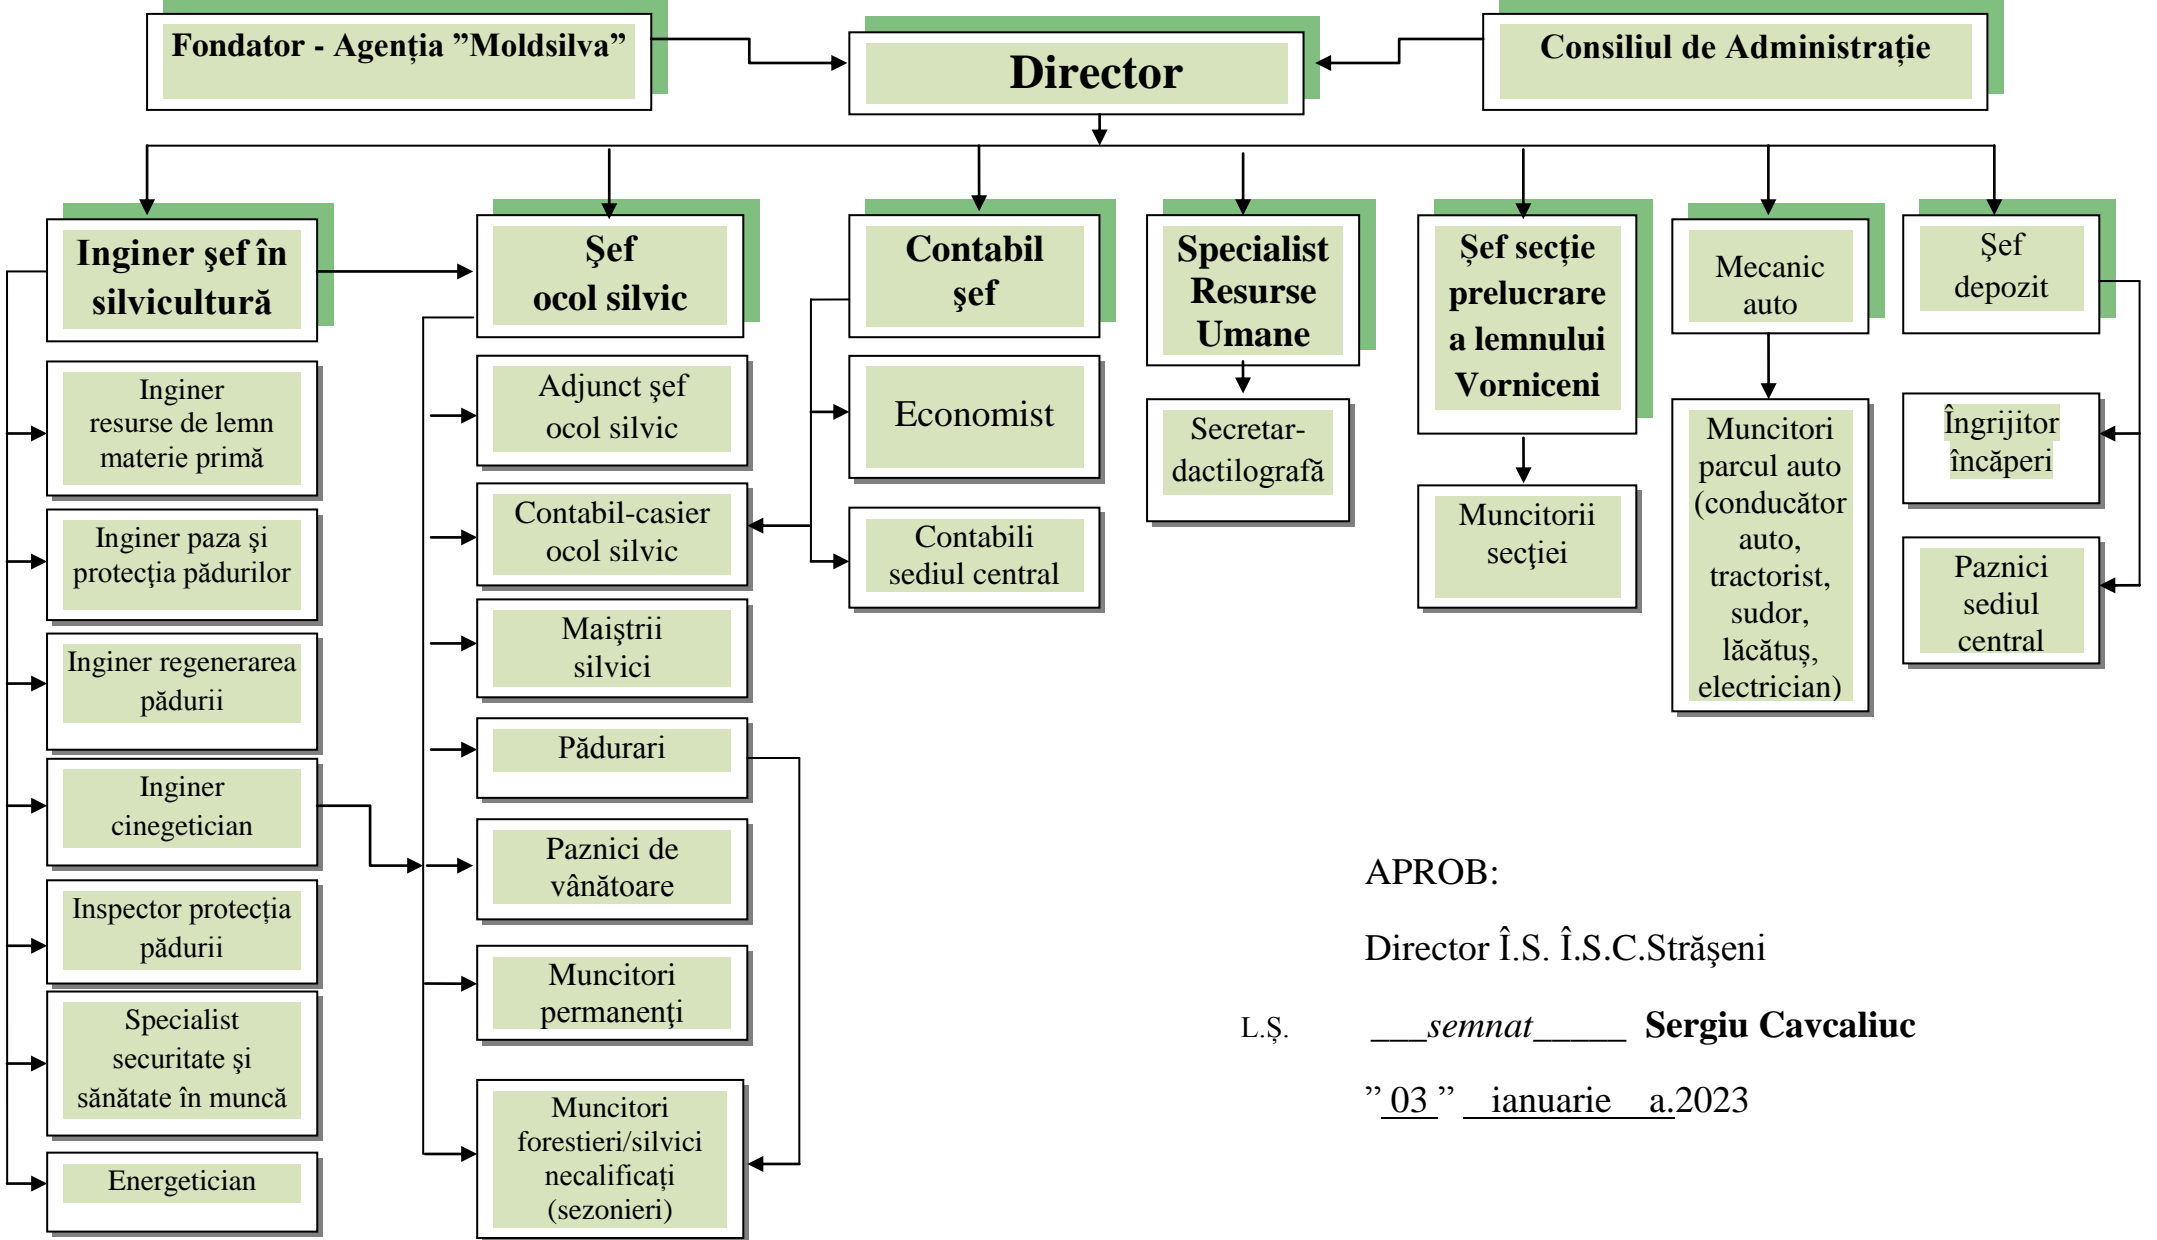 Fondator - Agenția ”Moldsilva”
Director
Consiliul de Administrație
Inginer şef în
silvicultură
Şef
ocol silvic
Contabil
şef
Specialist
Resurse
Umane
Șef secție
prelucrare
a lemnului
Vorniceni
Mecanic
auto
Şef
depozit
Inginer
resurse de lemn
materie primă
Inginer paza şi
protecţia pădurilor
Inginer regenerarea
pădurii
Inginer
cinegetician
Inspector protecția
pădurii
Specialist
securitate şi
sănătate în muncă
Energetician
Adjunct şef
ocol silvic
Contabil-casier
ocol silvic
Maiştrii
silvici
Pădurari
Paznici de
vânătoare
Muncitori
permanenţi
Muncitori
forestieri/silvici
necalificați
(sezonieri)
Economist
Contabili
sediul central
Secretar-
dactilografă
Muncitorii
secţiei
Muncitori
parcul auto
(conducător
auto,
tractorist,
sudor,
lăcătuș,
electrician)
Îngrijitor
încăperi
Paznici
sediul
central
APROB:
Director Î.S. Î.S.C.Străşeni
L.Ș. ___semnat_____ Sergiu Cavcaliuc
” 03 ” ianuarie a.2023